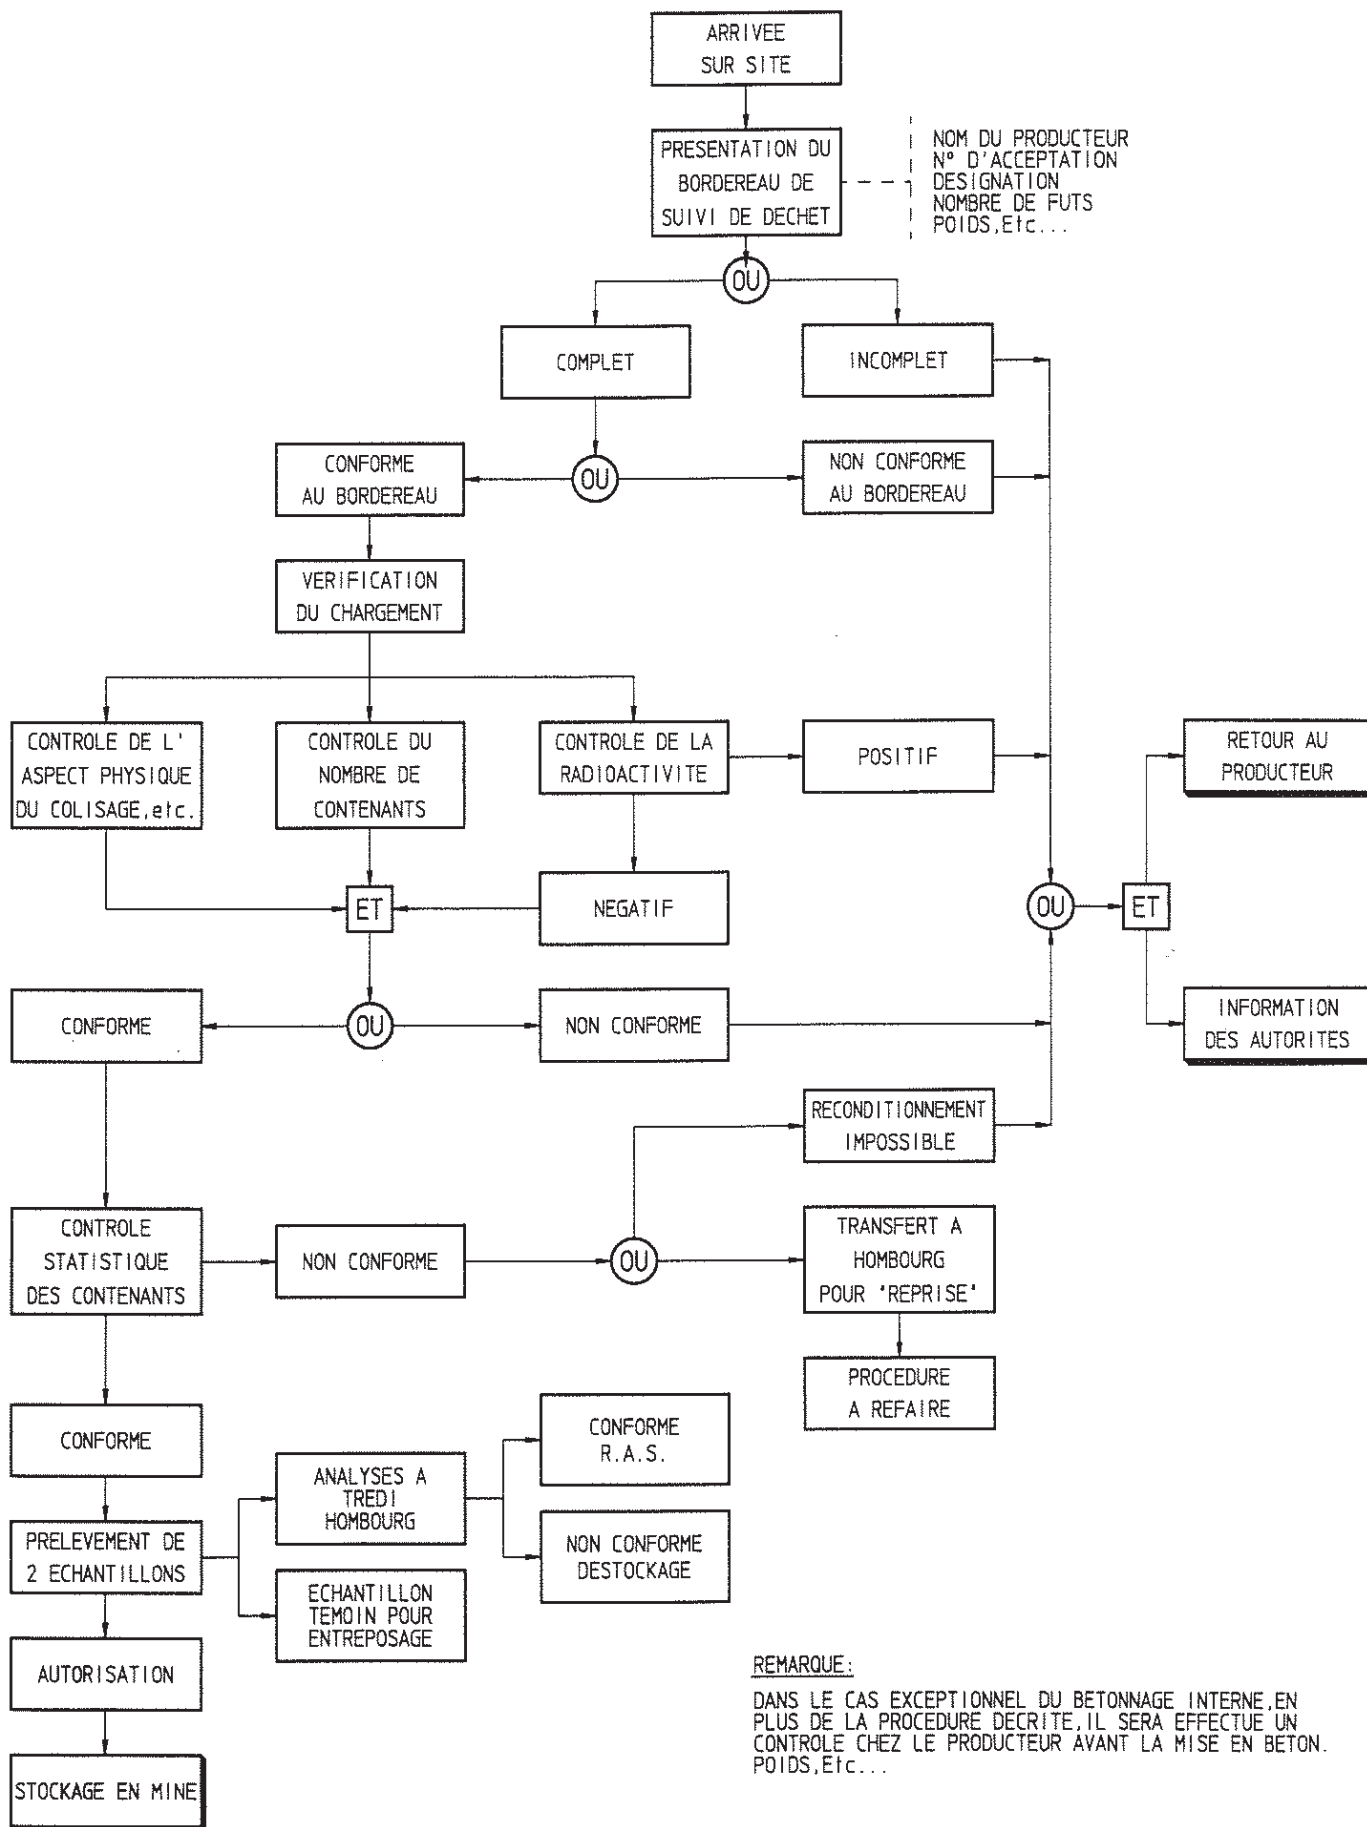 ARRIVEE
SUR SITE
PRESENTATION DU
BORDEREAU DE
SUIVI DE DECHET
NOM DU PRODUCTEUR
N° D'ACCEPTATION
DESIGNATION
NOMBRE DE FUTS
POIDS,Etc...
OU
COMPLET
INCOMPLET
CONFORME
AU BORDEREAU
OU
NON CONFORME
AU BORDEREAU
VERIFICATION
DU CHARGEMENT
CONTROLE DE L'
ASPECT PHYSIQUE
DU COLISAGE,etc.
CONTROLE DU
NOMBRE DE
CONTENANTS
CONTROLE DE LA
RADIOACTIVITE
POSITIF
RETOUR AU
PRODUCTEUR
ET
NEGATIF
OU
ET
CONFORME
OU
NON CONFORME
INFORMATION
DES AUTORITES
RECONDITIONNEMENT
IMPOSSIBLE
CONTROLE
STATISTIQUE
DES CONTENANTS
NON CONFORME
OU
TRANSFERT A
HOMBOURG
POUR "REPRISE"
PROCEDURE
A REFAIRE
CONFORME
ANALYSES A
TREDI
HOMBOURG
CONFORME
R.A.S.
NON CONFORME
DESTOCKAGE
PRELEVEMENT DE
2 ECHANTILLONS
ECHANTILLON
TEMOIN POUR
ENTREPOSAGE
AUTORISATION
STOCKAGE EN MINE
REMARQUE:
DANS LE CAS EXCEPTIONNEL DU BETONNAGE INTERNE,EN
PLUS DE LA PROCEDURE DECRITE,IL SERA EFFECTUE UN
CONTROLE CHEZ LE PRODUCTEUR AVANT LA MISE EN BETON.
POIDS,Etc...